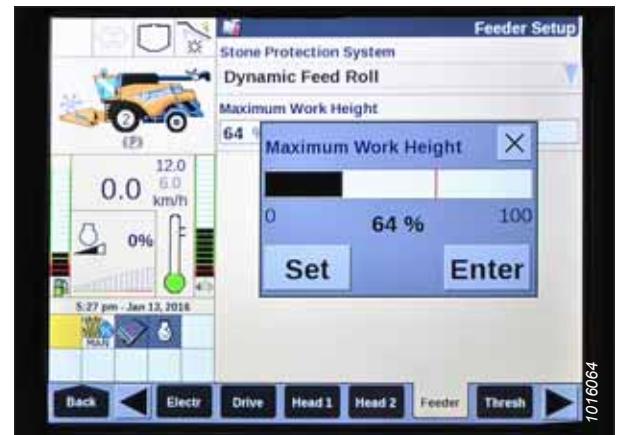 Feeder Setup
Stone Protection System
Dynamic Feed Roll
Maximum Work Height
64
Maximum Work Height
0
64 %
100
Set
Enter
2
(P)
12.0
6.0
0.0
km/h
0%
5:27 pm - Jan 13, 2016
MAN
Back
Electr
Drive
Head 1
Head 2
Feeder
Thresh
1016064